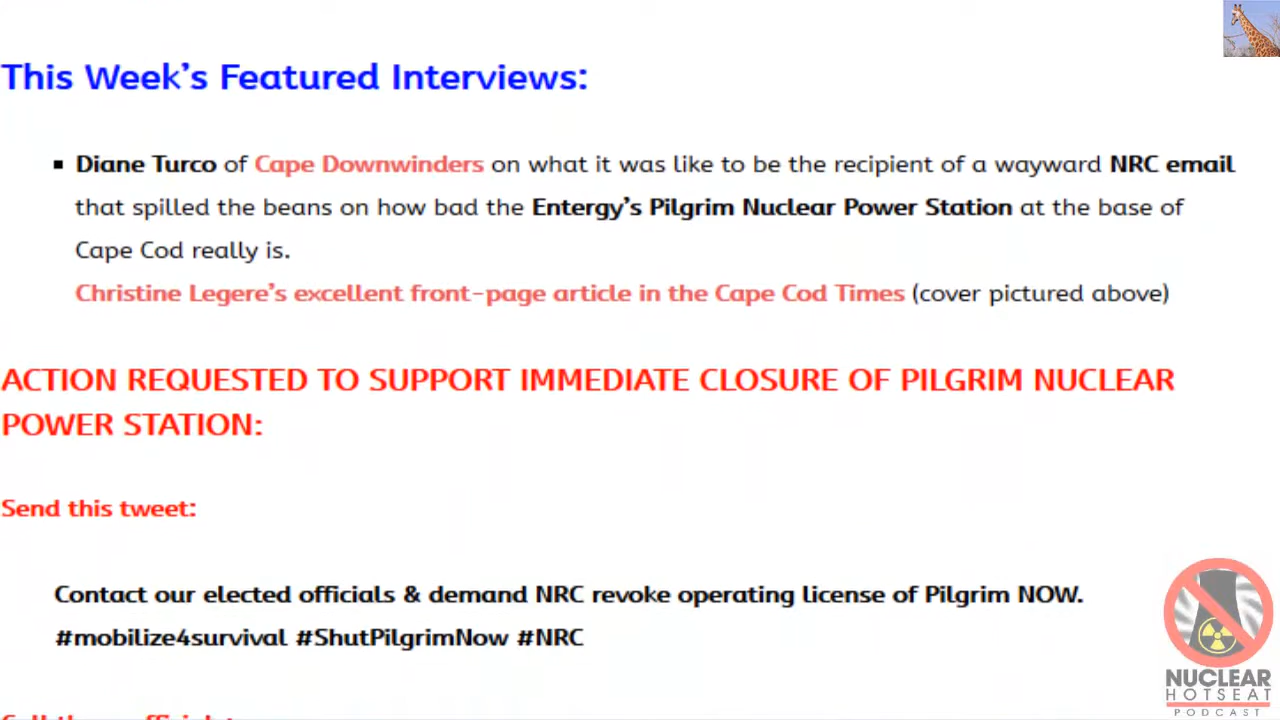 This Week’s Featured Interviews:
Diane Turco of Cape Downwinders on what it was like to be the recipient of a wayward NRC email
that spilled the beans on how bad the Entergy’s Pilgrim Nuclear Power Station at the base of
Cape Cod really is.
Christine Legere’s excellent front-page article in the Cape Cod Times (cover pictured above)
ACTION REQUESTED TO SUPPORT IMMEDIATE CLOSURE OF PILGRIM NUCLEAR
POWER STATION:
Send this tweet:
Contact our elected officials & demand NRC revoke operating license of Pilgrim NOW.
#mobilize4survival #ShutPilgrimNow #NRC
NUCLEAR
HOTSEAT
PODCAST